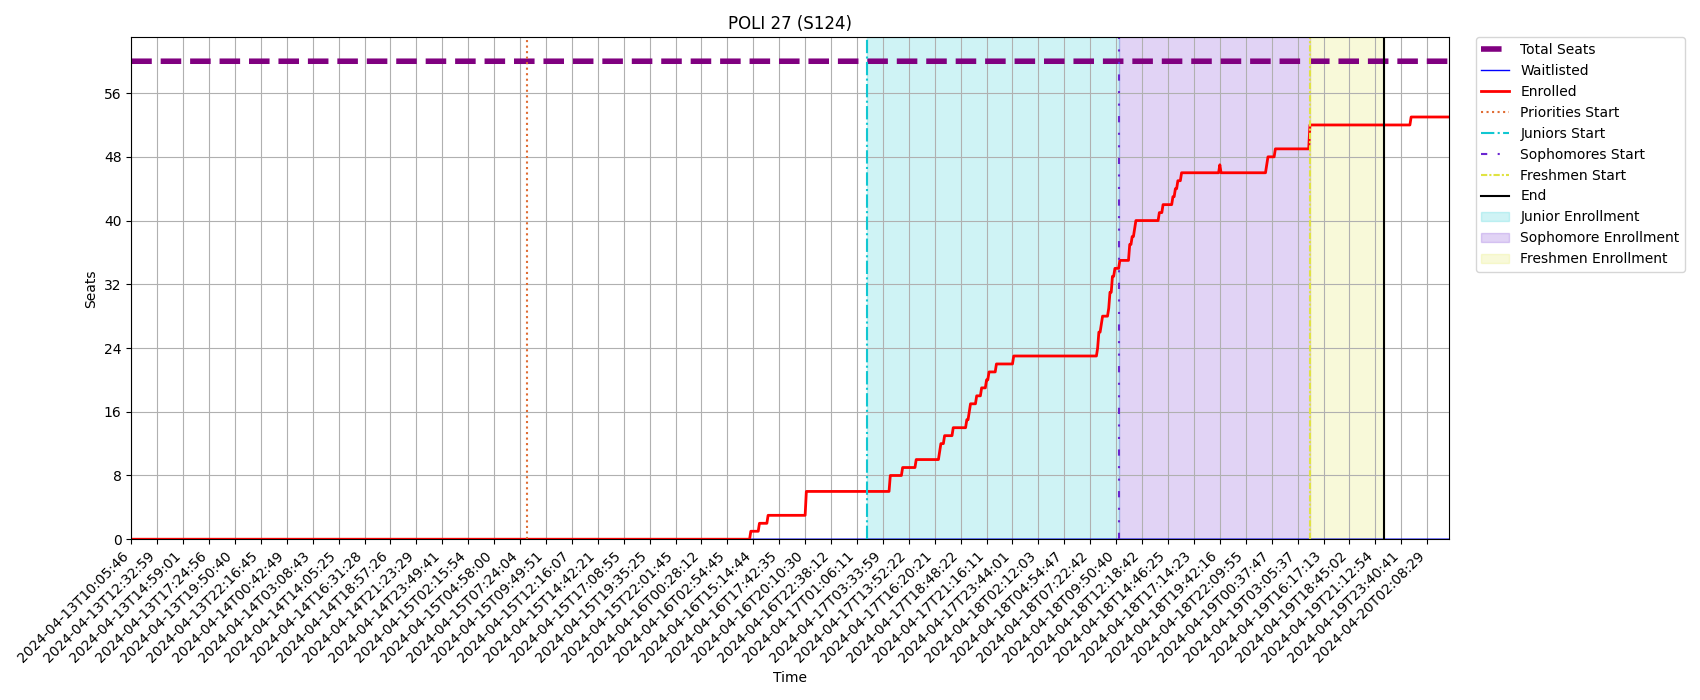 POLI 27 (S124)
Total Seats
Waitlisted
Enrolled
Priorities Start
Juniors Start
Sophomores Start
Freshmen Start
End
Junior Enrollment
Sophomore Enrollment
Freshmen Enrollment
Seats
56
48
40
32
24
16
8
0
2024-04-13T10:05:46
2024-04-13T12:32:59
2024-04-13T14:59:01
2024-04-13T17:24:56
2024-04-13T19:50:40
2024-04-13T22:16:45
2024-04-14T00:42:49
2024-04-14T03:08:43
2024-04-14T14:05:25
2024-04-14T16:31:28
2024-04-14T18:57:26
2024-04-14T21:23:29
2024-04-14T23:49:41
2024-04-15T02:15:54
2024-04-15T04:58:00
2024-04-15T07:24:04
2024-04-15T09:49:51
2024-04-15T12:16:07
2024-04-15T14:42:21
2024-04-15T17:08:55
2024-04-15T19:35:25
2024-04-15T22:01:45
2024-04-16T00:28:12
2024-04-16T02:54:45
2024-04-16T15:14:44
2024-04-16T17:42:35
2024-04-16T20:10:30
2024-04-16T22:38:12
2024-04-17T01:06:11
2024-04-17T03:33:59
2024-04-17T13:52:22
2024-04-17T16:20:21
2024-04-17T18:48:22
2024-04-17T21:16:11
2024-04-17T23:44:01
2024-04-18T02:12:03
2024-04-18T04:54:47
2024-04-18T07:22:42
2024-04-18T09:50:40
2024-04-18T12:18:42
2024-04-18T14:46:25
2024-04-18T17:14:23
2024-04-18T19:42:16
2024-04-18T22:09:55
2024-04-19T00:37:47
2024-04-19T03:05:37
2024-04-19T16:17:13
2024-04-19T18:45:02
2024-04-19T21:12:54
2024-04-19T23:40:41
2024-04-20T02:08:29
Time